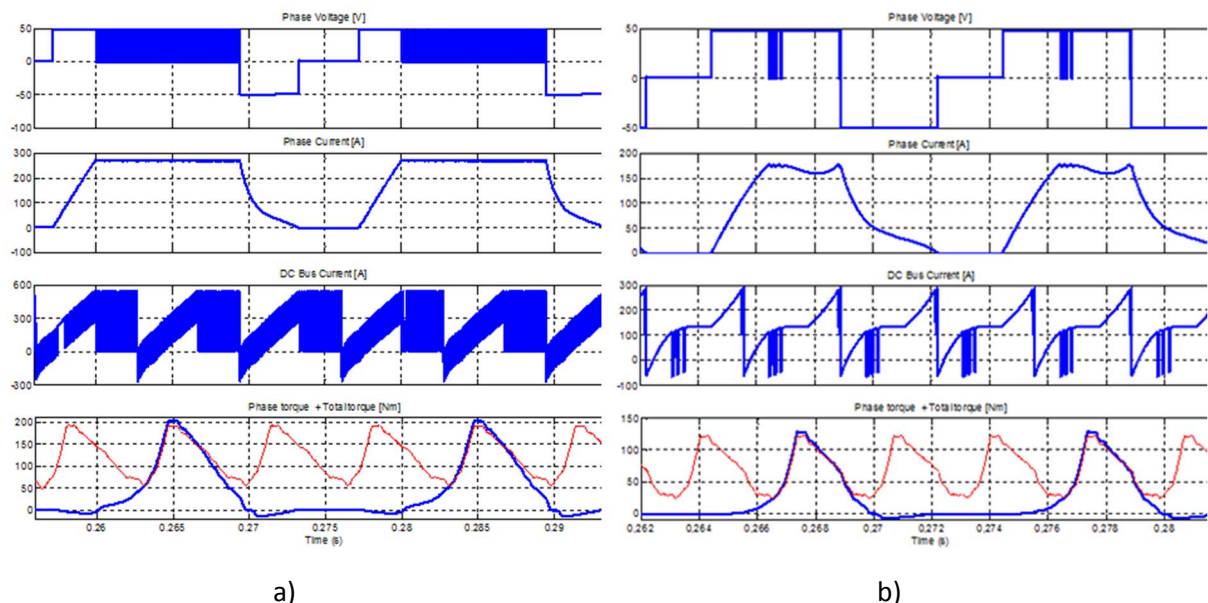 Phase Voltage [V]
50
0
-50
-100
Phase Current [A]
300
200
100
0
-100
DC Bus Current [A]
600
300
0
-300
Phase torque + Total torque [Nm]
200
150
100
50
0
0.26 0.265 0.27 0.275 0.28 0.285 0.29
Time (s)
a)
Phase Voltage [V]
50
0
-50
Phase Current [A]
200
150
100
50
0
DC Bus Current [A]
300
200
100
0
-100
Phase torque + Total torque [Nm]
150
100
50
0
0.262 0.264 0.266 0.268 0.27 0.272 0.274 0.276 0.278 0.28
Time (s)
b)